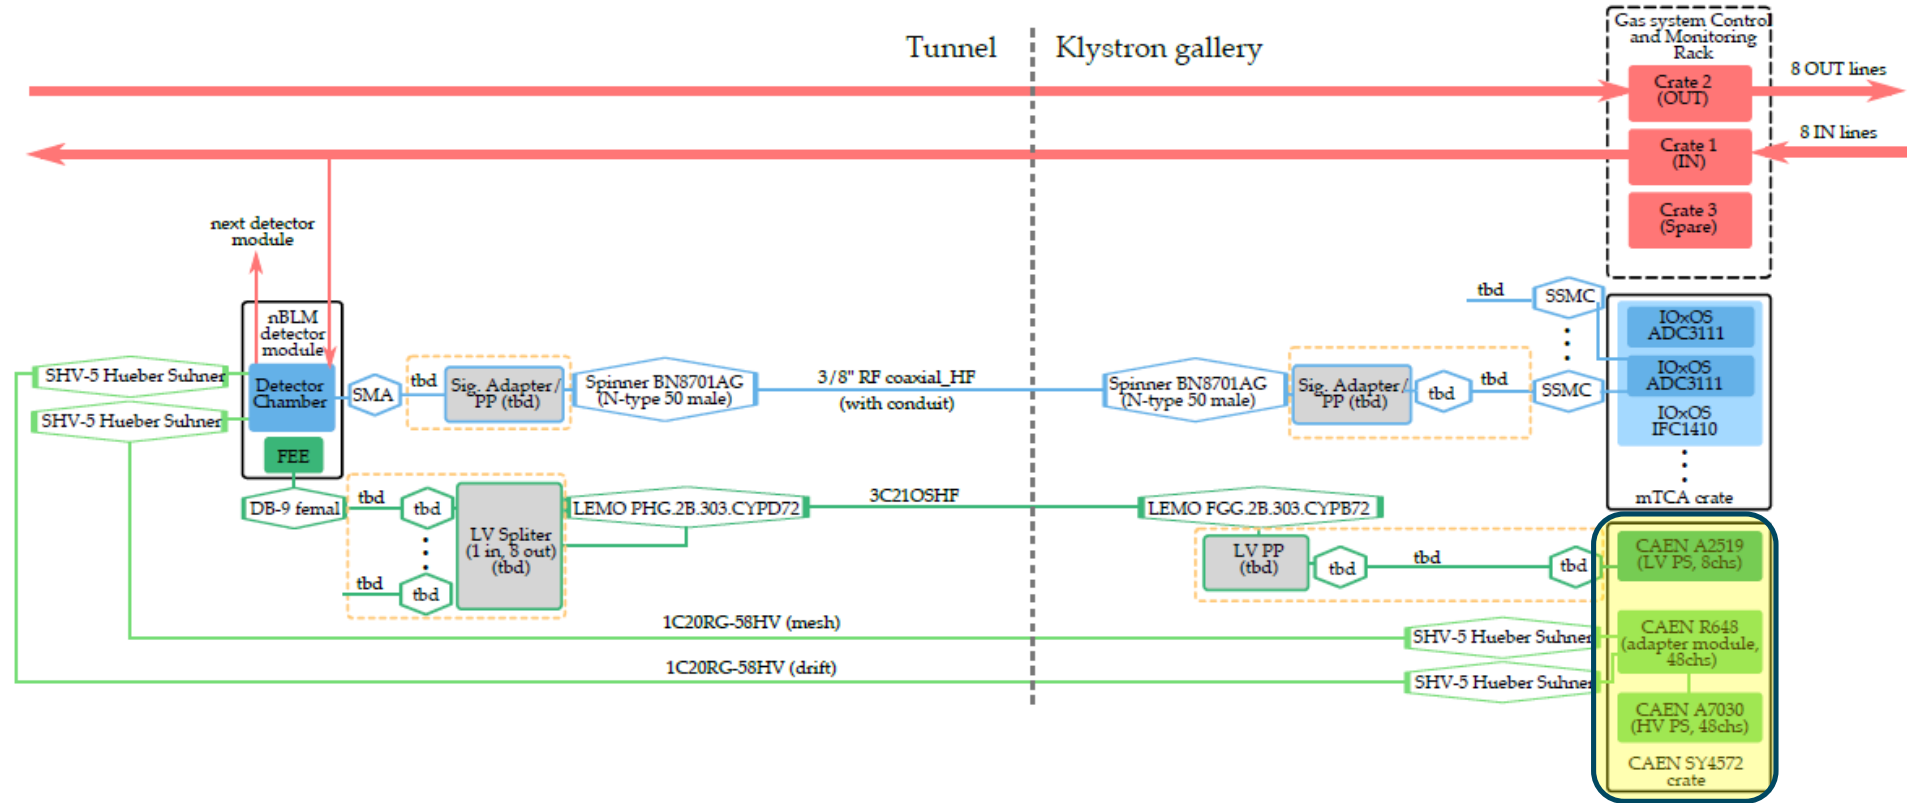 Tunnel
Klystron gallery
Gas system Control
and Monitoring
Rack
Crate 2
(OUT)
8 OUT lines
Crate 1
(IN)
8 IN lines
Crate 3
(Spare)
next detector
module
nBLM
detector
module
Detector
Chamber
FEE
SHV-5 Hueber Suhner
SHV-5 Hueber Suhner
SMA
tbd
Sig. Adapter/
PP (tbd)
Spinner BN8701AG
(N-type 50 male)
3/8" RF coaxial_HF
(with conduit)
Spinner BN8701AG
(N-type 50 male)
Sig. Adapter/
PP (tbd)
tbd
tbd
SSMC
tbd
SSMC
IOxOS
ADC3111
IOxOS
ADC3111
IOxOS
IFC1410
mTCA crate
DB-9 femal
tbd
tbd
tbd
tbd
LV Spliter
(1 in, 8 out)
(tbd)
LEMO PHG.2B.303.CYPD72
3C21OSHF
LEMO FGG.2B.303.CYPB72
LV PP
(tbd)
tbd
tbd
tbd
CAEN A2519
(LV PS, 8chs)
1C20RG-58HV (mesh)
SHV-5 Hueber Suhner
CAEN R648
(adapter module,
48chs)
1C20RG-58HV (drift)
SHV-5 Hueber Suhner
CAEN A7030
(HV PS, 48chs)
CAEN SY4572
crate